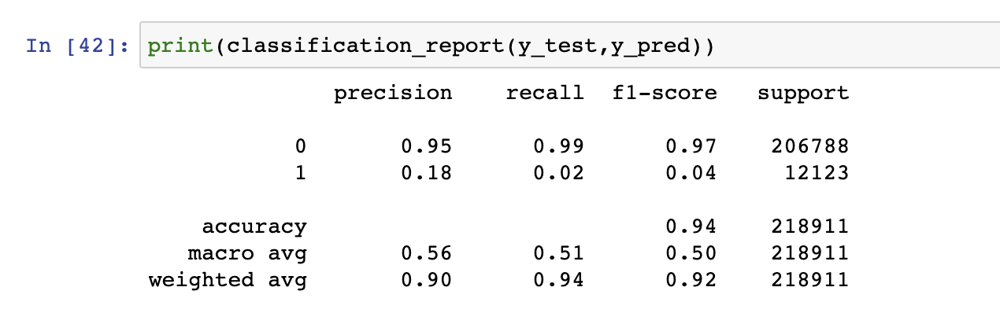 In [42]: print(classification_report(y_test,y_pred))
precision recall f1-score support
0 0.95 0.99 0.97 206788
1 0.18 0.02 0.04 12123
accuracy 0.94 218911
macro avg 0.56 0.51 0.50 218911
weighted avg 0.90 0.94 0.92 218911